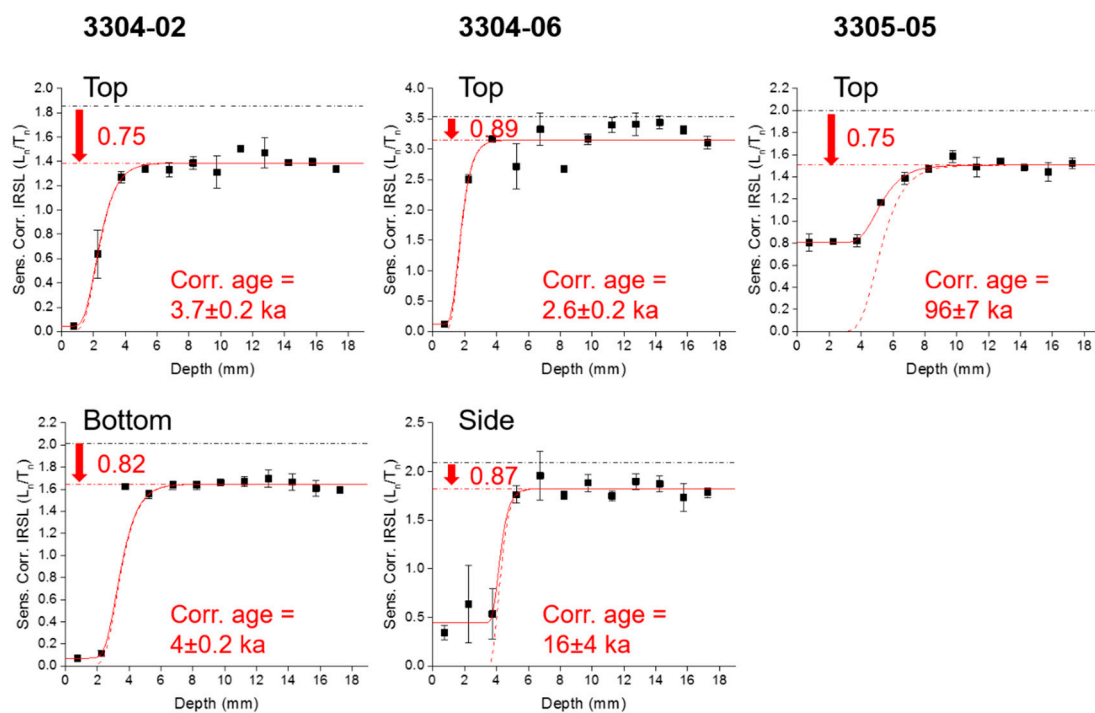 3304-02
3304-06
3305-05
Top
2.0
1.8
1.6
1.4
1.2
1.0
0.8
0.6
0.4
0.2
0.0
Sens. Corr. IRSL (Ln/Tn)
0.75
Corr. age =
3.7±0.2 ka
0 2 4 6 8 10 12 14 16 18
Depth (mm)
Top
4.0
3.5
3.0
2.5
2.0
1.5
1.0
0.5
0.0
Sens. Corr. IRSL (Ln/Tn)
0.89
Corr. age =
2.6±0.2 ka
0 2 4 6 8 10 12 14 16 18
Depth (mm)
Top
2.2
2.0
1.8
1.6
1.4
1.2
1.0
0.8
0.6
0.4
0.2
0.0
Sens. Corr. IRSL (Ln/Tn)
0.75
Corr. age =
96±7 ka
0 2 4 6 8 10 12 14 16 18
Depth (mm)
Bottom
2.2
2.0
1.8
1.6
1.4
1.2
1.0
0.8
0.6
0.4
0.2
0.0
Sens. Corr. IRSL (Ln/Tn)
0.82
Corr. age =
4±0.2 ka
0 2 4 6 8 10 12 14 16 18
Depth (mm)
Side
2.5
2.0
1.5
1.0
0.5
0.0
Sens. Corr. IRSL (Ln/Tn)
0.87
Corr. age =
16±4 ka
0 2 4 6 8 10 12 14 16 18
Depth (mm)